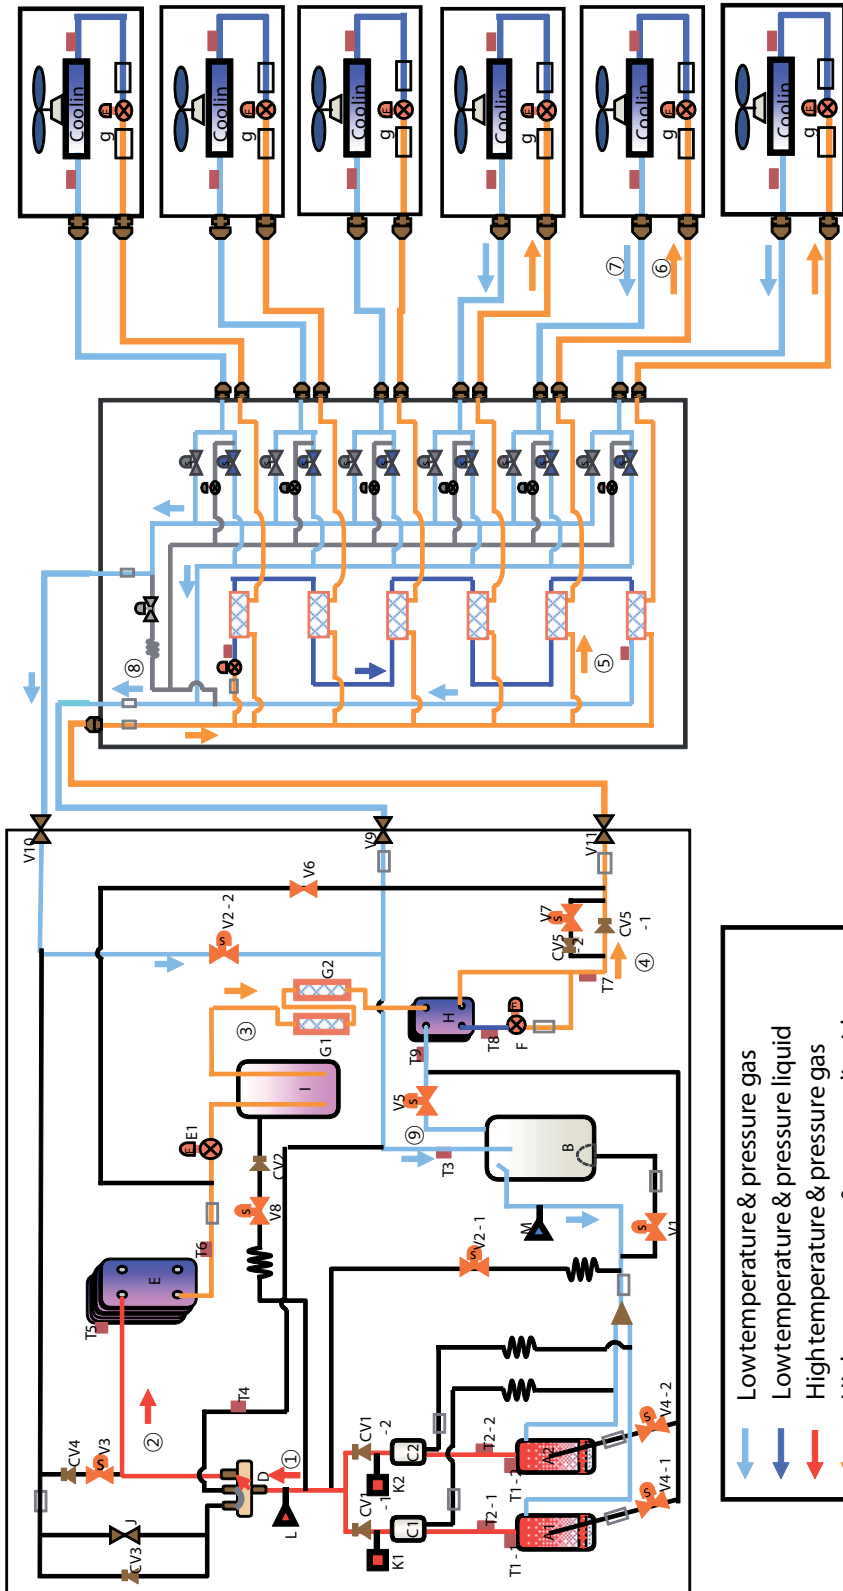 Coolin
g
E
Coolin
g
E
Coolin
g
E
Coolin
g
E
Coolin
g
E
Coolin
g
E
⑦
⑥
S
S
S
S
S
S
S
S
S
S
S
S
⑧
⑤
V10
V9
V11
V6
V2-2
S
V7
S
CV5
-2
CV5
-1
④
T7
③
G2
G1
H
T9
T8
F
E
I
E1
E
V5
S
⑨
T3
B
CV2
V8
S
T6
E
T5
M
V2-1
S
V1
S
T4
②
CV4
V3
S
D
①
L
J
CV3
CV1
-2
CV1
-1
K2
K1
C2
C1
T2-2
T2-1
T1-2
T1-1
A2
A1
V4-2
S
V4-1
S
Lowtemperature & pressure gas
Lowtemperature & pressure liquid
Hightemperature & pressure gas